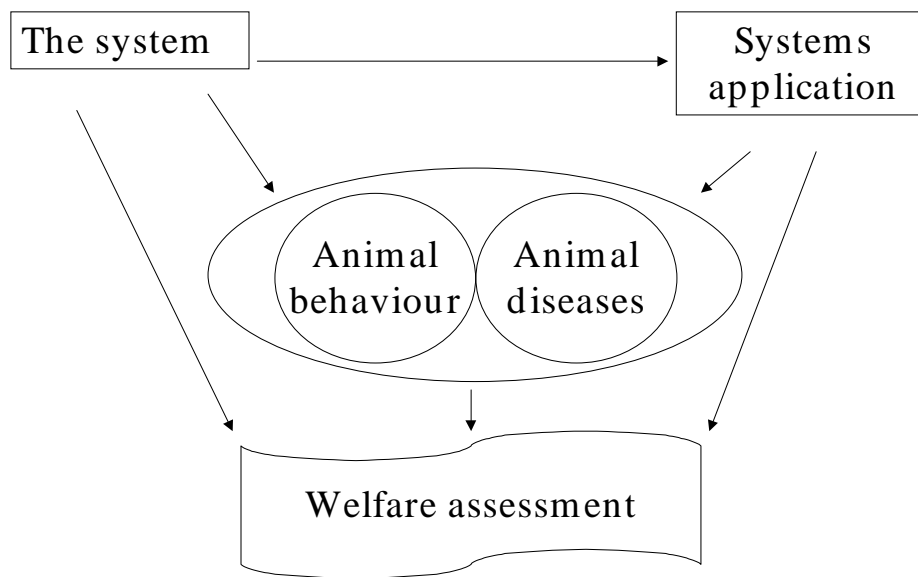 The system
Systems
application
Animal
behaviour
Animal
diseases
Welfare assessment